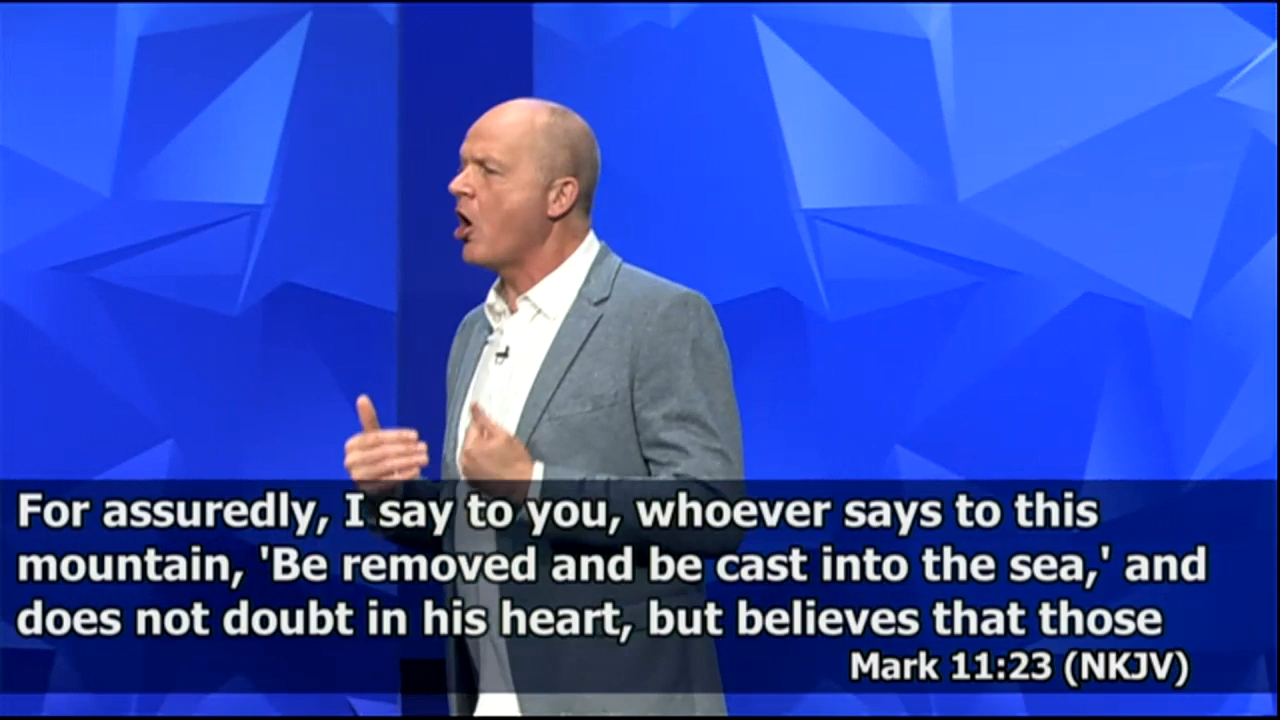 For assuredly, I say to you, whoever says to this
mountain, 'Be removed and be cast into the sea,' and
does not doubt in his heart, but believes that those
Mark 11:23 (NKJV)